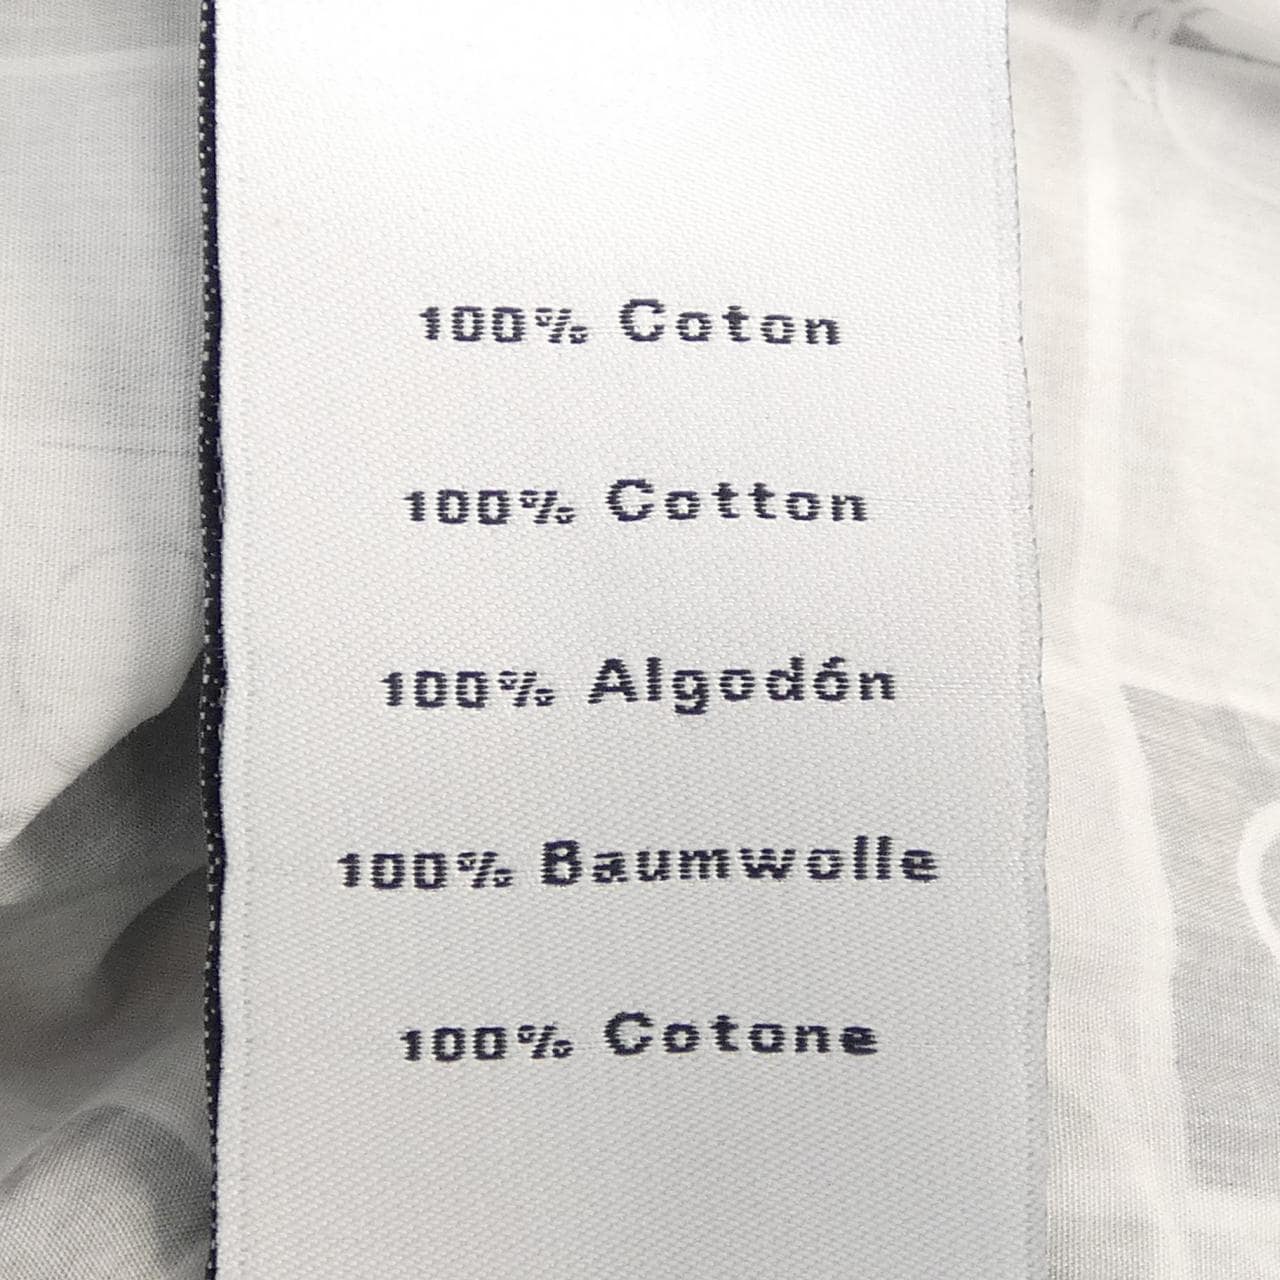 100% Coton
100% Cotton
100% Algodón
100% Baumwolle
100% Cotone